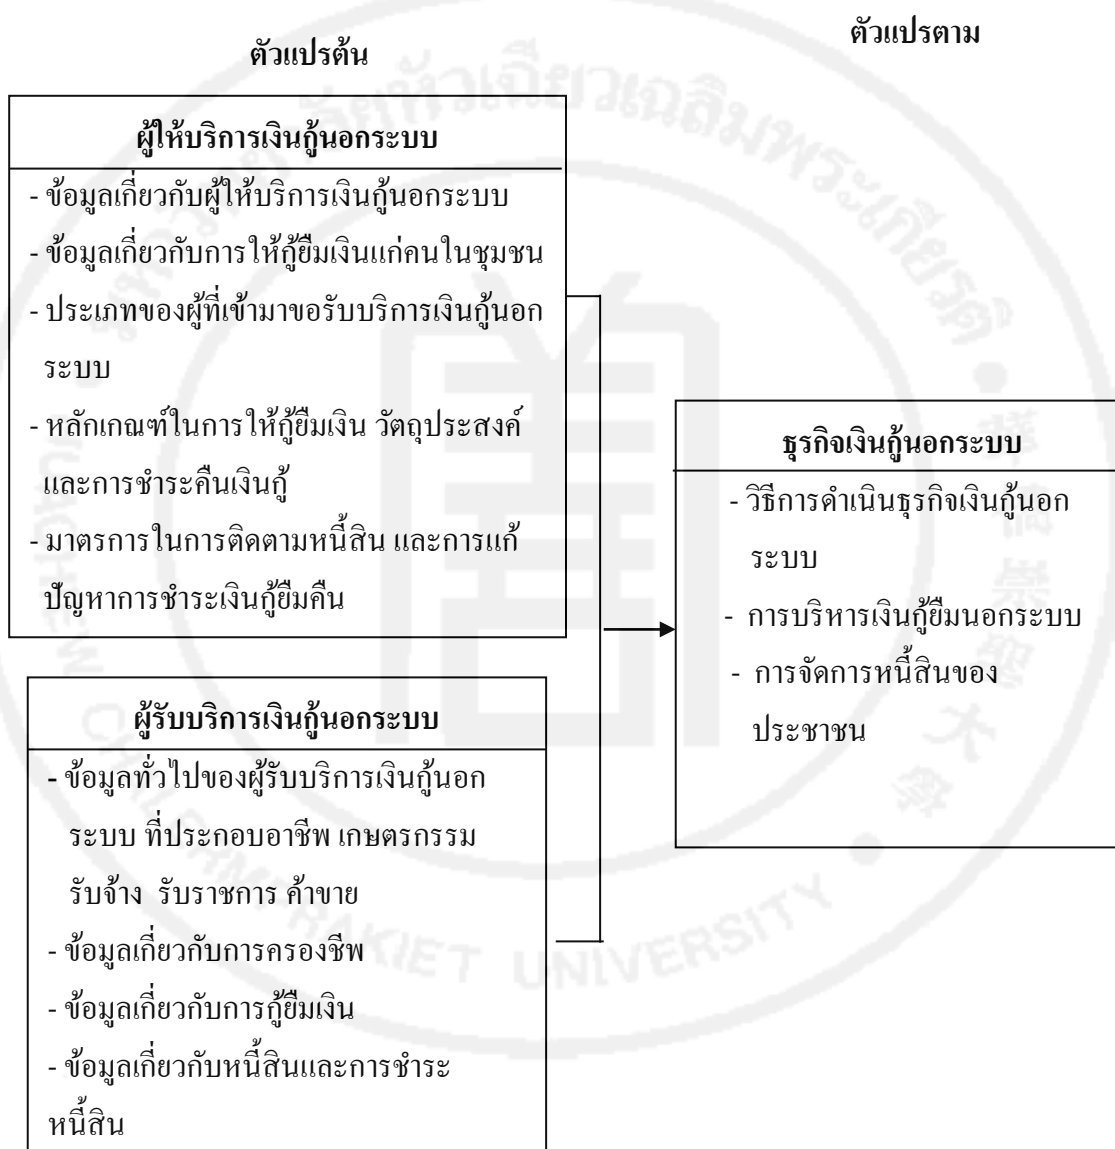 ตัวแปรต้น
ตัวแปรตาม
ผู้ให้บริการเงินกู้นอกระบบ
- ข้อมูลเกี่ยวกับผู้ให้บริการเงินกู้นอกระบบ
- ข้อมูลเกี่ยวกับการให้กู้ยืมเงินแก่คนในชุมชน
- ประเภทของผู้ที่เข้ามาขอรับบริการเงินกู้นอก
ระบบ
- หลักเกณฑ์ในการให้กู้ยืมเงิน วัตถุประสงค์
และการชำระคืนเงินกู้
- มาตรการในการติดตามหนี้สิน และการแก้
ปัญหาการชำระเงินกู้ยืมคืน
ผู้รับบริการเงินกู้นอกระบบ
- ข้อมูลทั่วไปของผู้รับบริการเงินกู้นอก
ระบบ ที่ประกอบอาชีพ เกษตรกรรม
รับจ้าง รับราชการ ค้าขาย
- ข้อมูลเกี่ยวกับการครองชีพ
- ข้อมูลเกี่ยวกับการกู้ยืมเงิน
- ข้อมูลเกี่ยวกับหนี้สินและการชำระ
หนี้สิน
ธุรกิจเงินกู้นอกระบบ
- วิธีการดำเนินธุรกิจเงินกู้นอก
ระบบ
- การบริหารเงินกู้ยืมนอกระบบ
- การจัดการหนี้สินของ
ประชาชน